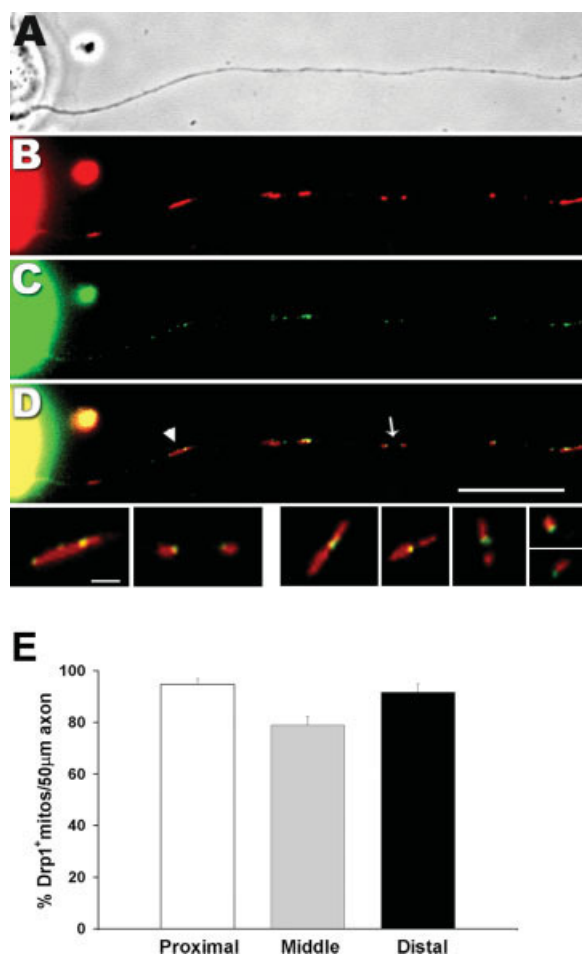 A
B
C
D
E
% Drp1+mitos/50µm axon
100
80
60
40
20
0
Proximal Middle Distal